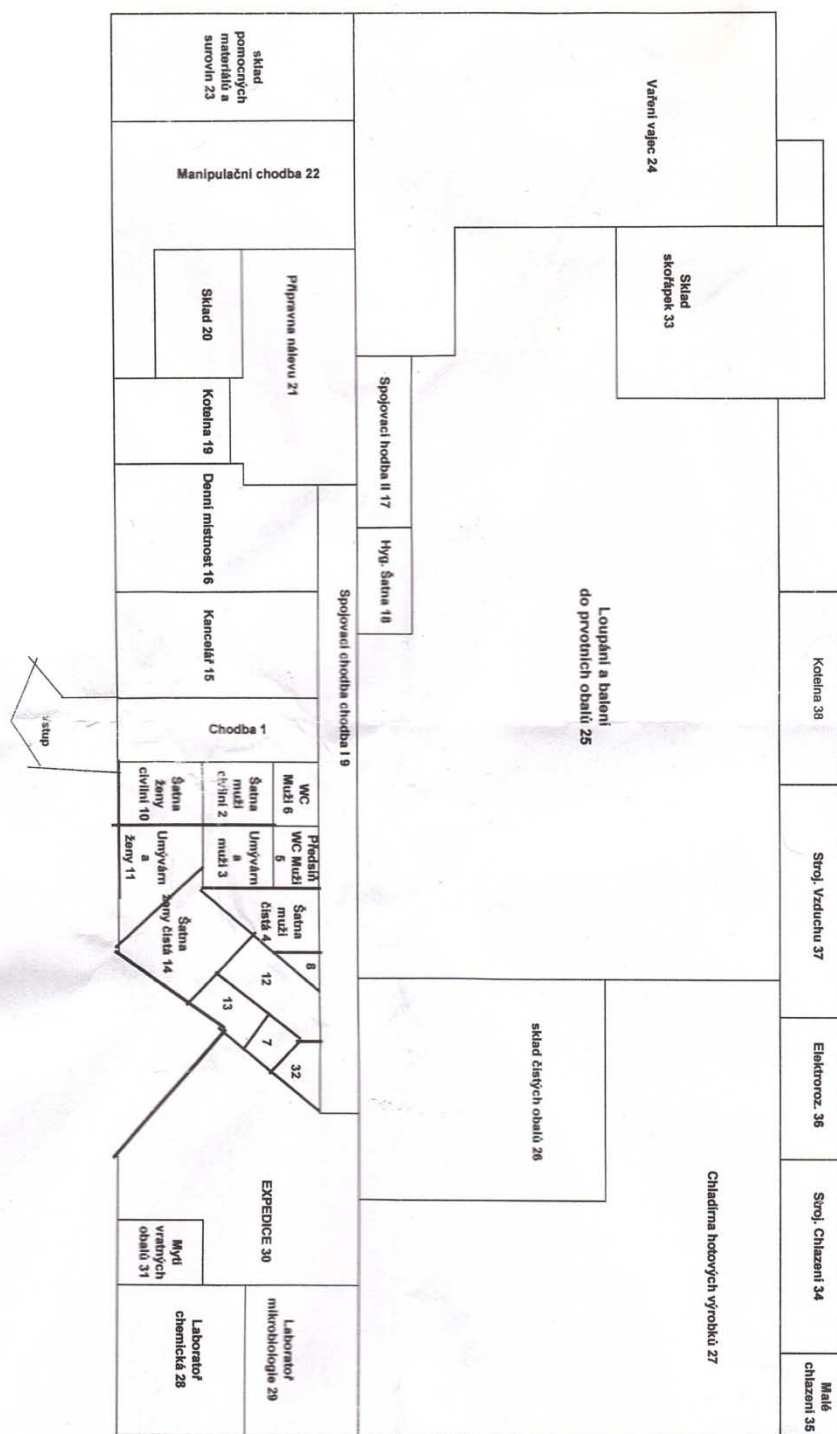 sklad
pomocných
materiálů a
surovin 23
Manipulační chodba 22
Sklad 20
Připravna nálevu 21
Kotelna 19
Denní místnost 16
Kancelář 15
Chodba 1
vstup
Spojovací chodba chodba I 9
Spojovací hodba II 17
Hyg. Šatna 18
Vaření vajec 24
Sklad
skořápek 33
Loupání a balení
do prvotních obalů 25
Kotelna 38
Stroj. Vzduchu 37
Elektroroz. 36
Stroj. Chlazení 34
Malé
chlazení 35
WC
Muži 6
Šatna
muži
civilní 2
Šatna
ženy
civilní 10
Předsíň
WC Muži
5
Umývárn
a
muži 3
Umývárn
a
ženy 11
Šatna
muži
čistá 4
Šatna
ženy čistá 14
8
12
13
7
32
sklad čistých obalů 26
Chladírna hotových výrobků 27
EXPEDICE 30
Mytí
vratných
obalů 31
Laboratoř
mikrobiologie 29
Laboratoř
chemická 28